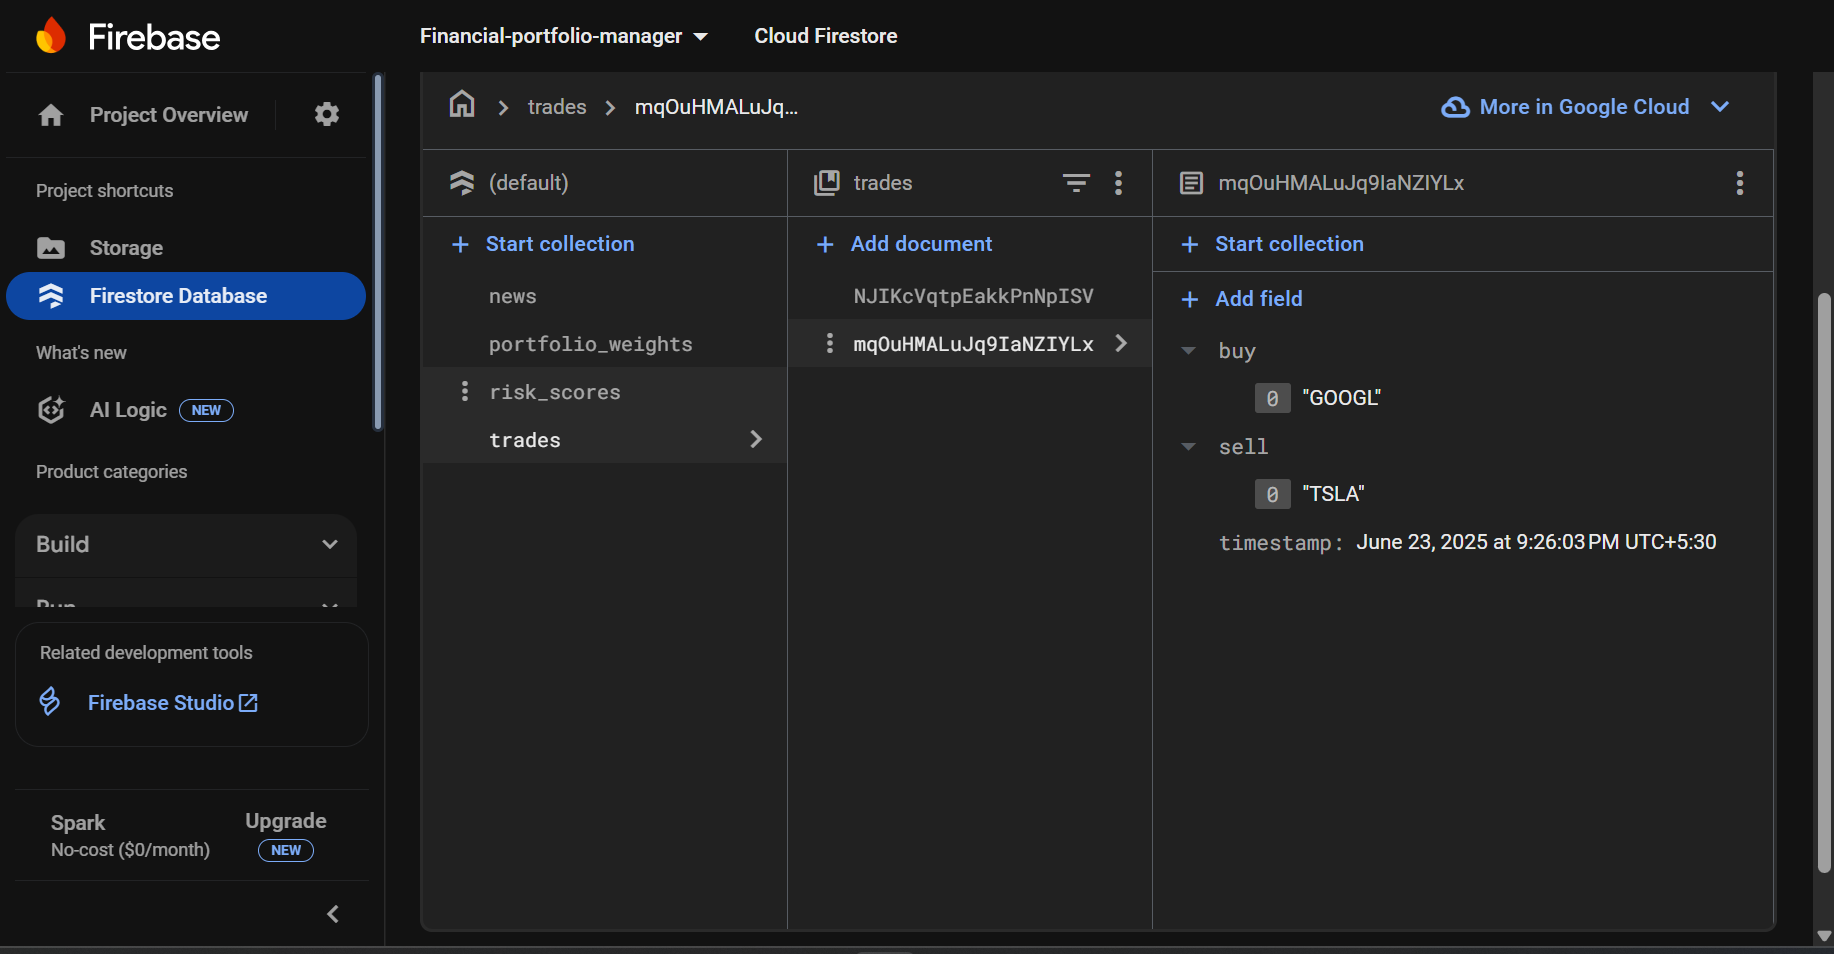 Firebase
Financial-portfolio-manager
Cloud Firestore
Project Overview
Project shortcuts
Storage
Firestore Database
What's new
AI Logic NEW
Product categories
Build
Run
Related development tools
Firebase Studio
Spark
No-cost ($0/month)
Upgrade
NEW
trades
mqOuHMALuJq...
More in Google Cloud
(default)
Start collection
news
portfolio_weights
risk_scores
trades
trades
Add document
NJIKcVqtpEakkPnNpISV
mqOuHMALuJq9IaNZIYLx
mqOuHMALuJq9IaNZIYLx
Start collection
Add field
buy
0 "GOOGL"
sell
0 "TSLA"
timestamp: June 23, 2025 at 9:26:03 PM UTC+5:30